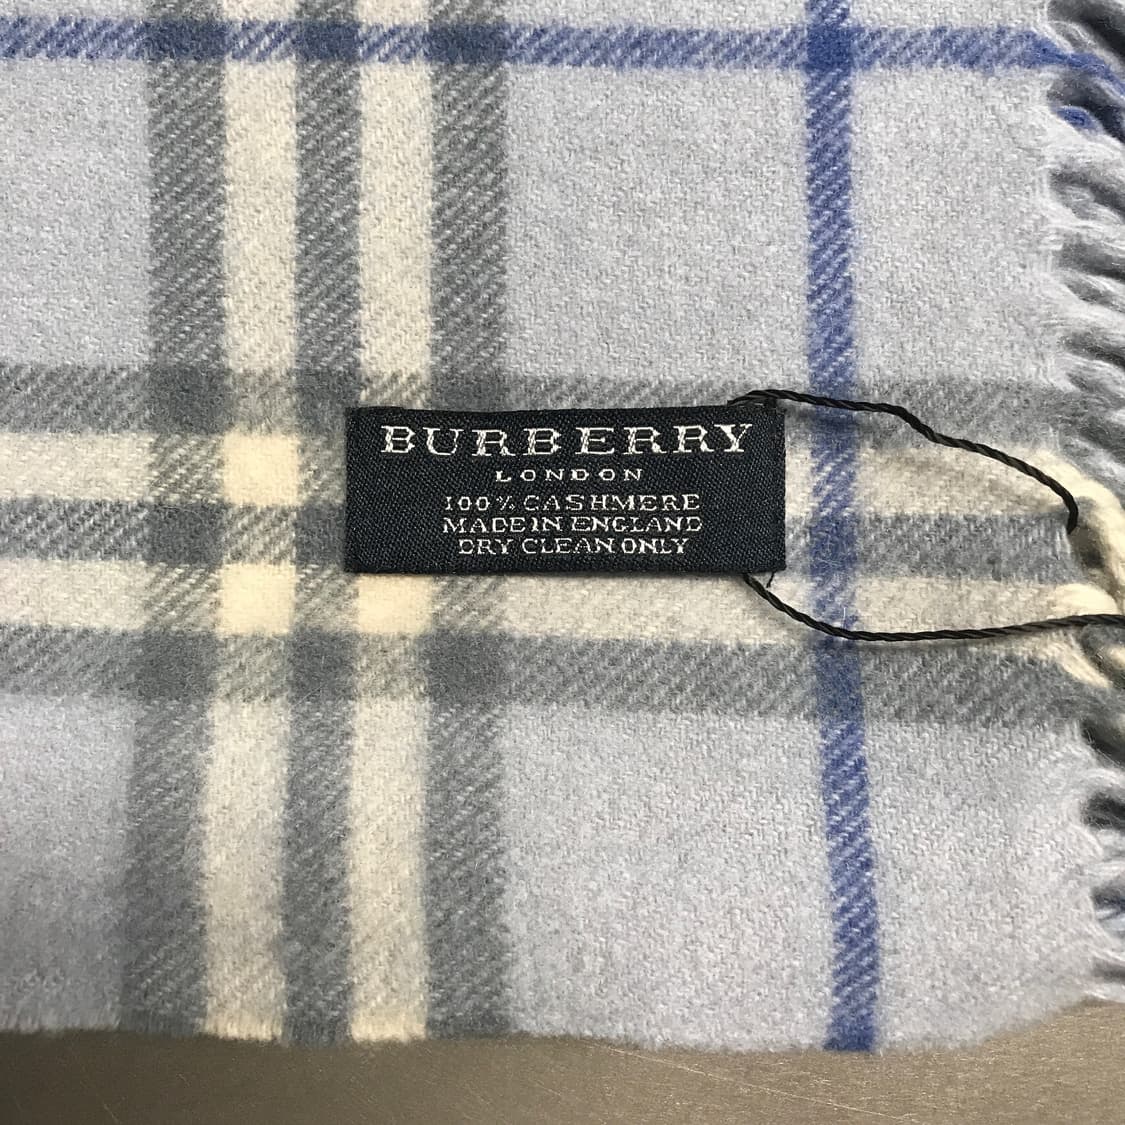 BURBERRY
LONDON
100% CASHMERE
MADE IN ENGLAND
DRY CLEAN ONLY